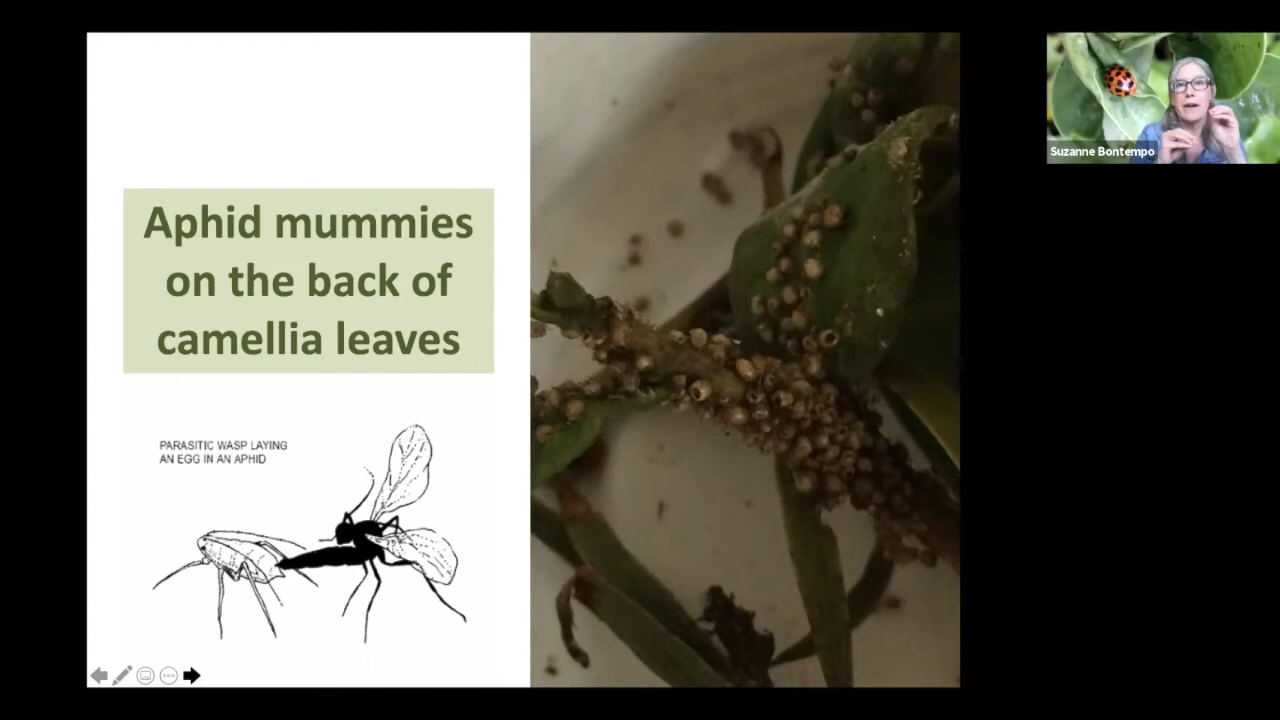 Aphid mummies
on the back of
camellia leaves
PARASITIC WASP LAYING
AN EGG IN AN APHID
Suzanne Bontempo